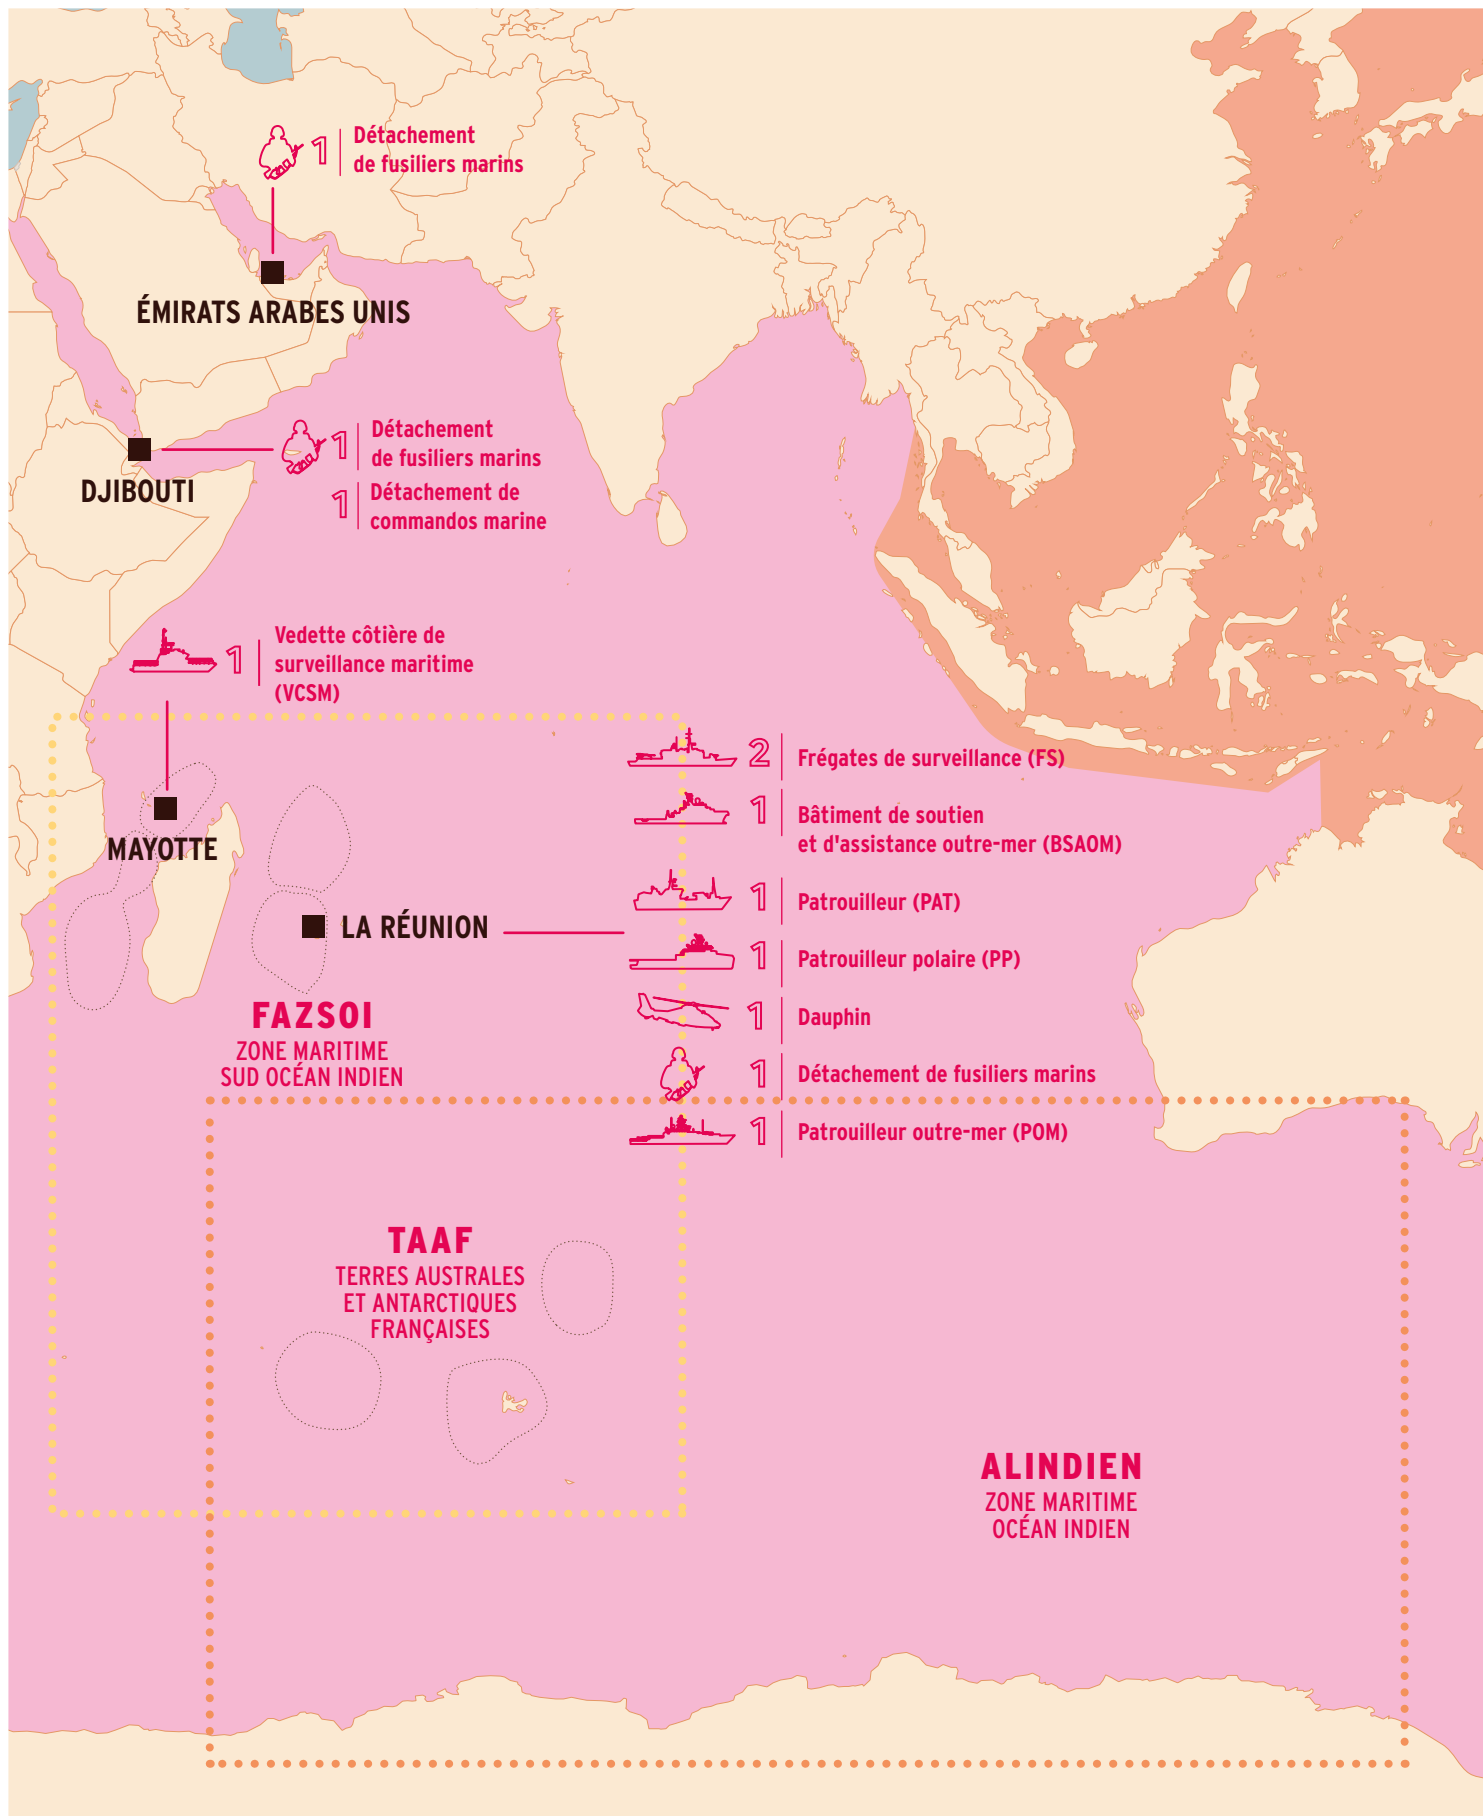 1
Détachement
de fusiliers marins
ÉMIRATS ARABES UNIS
1
Détachement
de fusiliers marins
DJIBOUTI
1
Détachement de
commandos marine
1
Vedette côtière de
surveillance maritime
(VCSM)
MAYOTTE
LA RÉUNION
2
Frégates de surveillance (FS)
1
Bâtiment de soutien
et d'assistance outre-mer (BSAOM)
1
Patrouilleur (PAT)
1
Patrouilleur polaire (PP)
1
Dauphin
1
Détachement de fusiliers marins
1
Patrouilleur outre-mer (POM)
FAZSOI
ZONE MARITIME
SUD OCÉAN INDIEN
TAAF
TERRES AUSTRALES
ET ANTARCTIQUES
FRANÇAISES
ALINDIEN
ZONE MARITIME
OCÉAN INDIEN